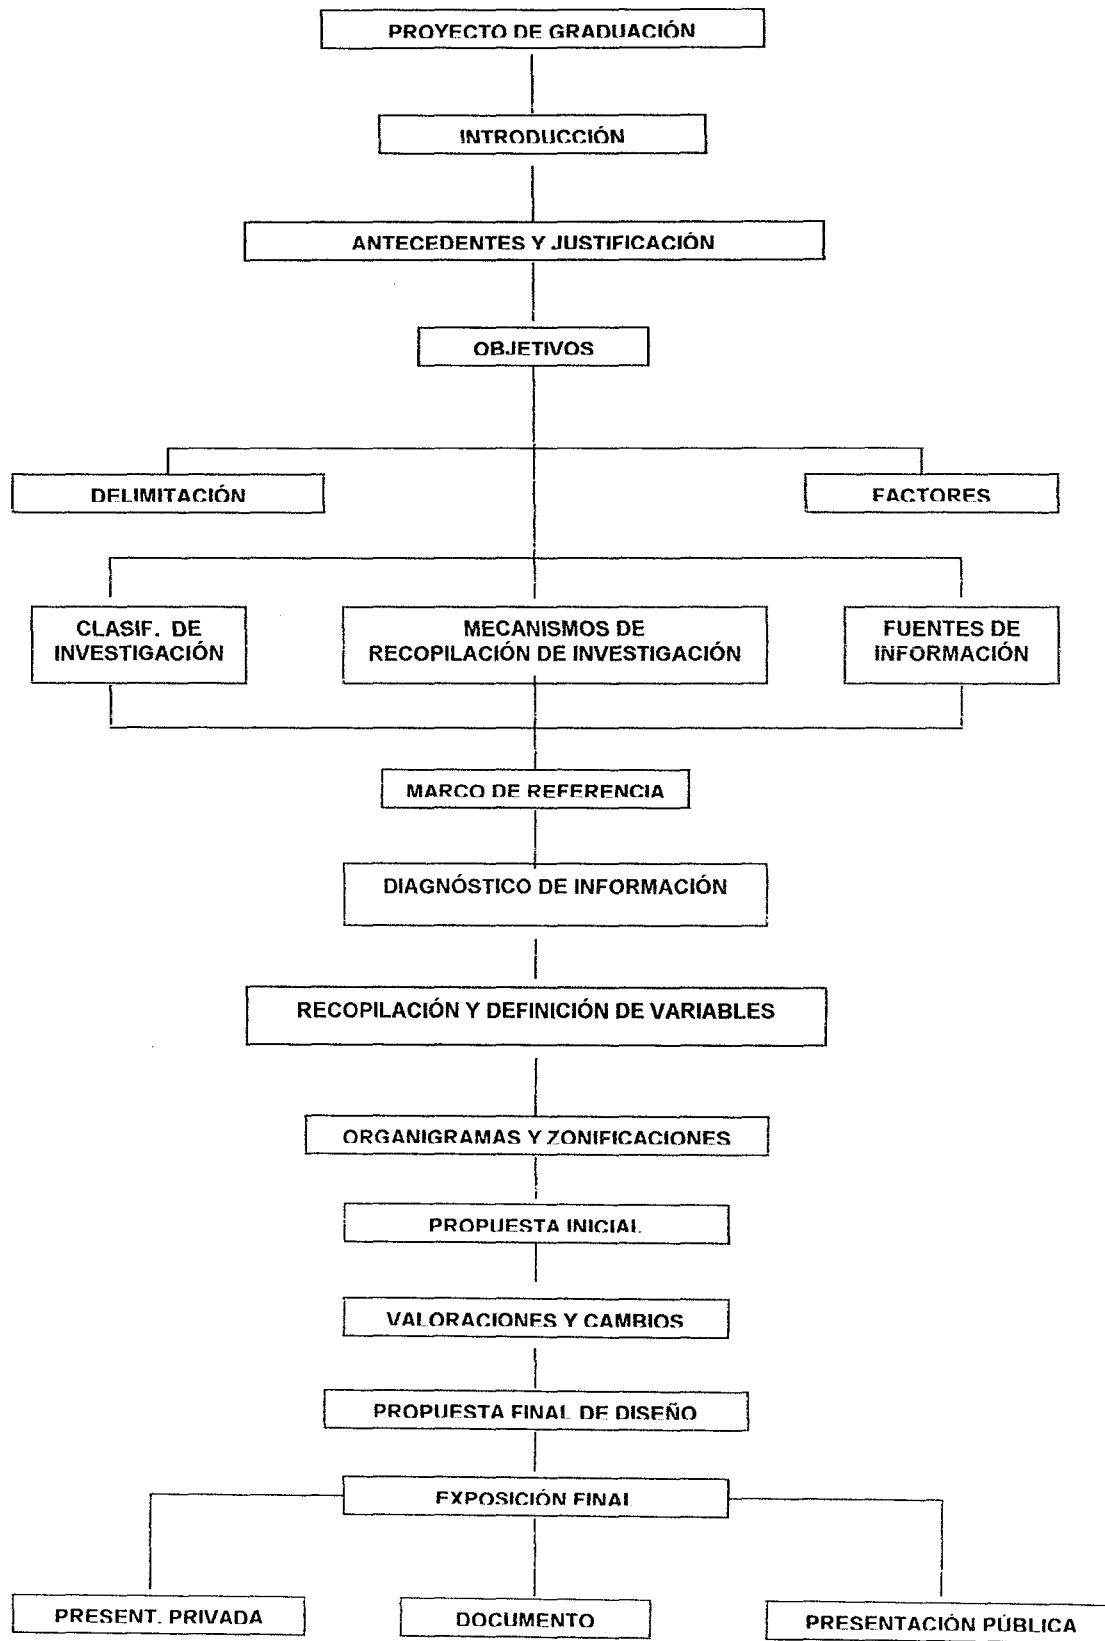 PROYECTO DE GRADUACIÓN
INTRODUCCIÓN
ANTECEDENTES Y JUSTIFICACIÓN
OBJETIVOS
DELIMITACIÓN
FACTORES
CLASIF. DE
INVESTIGACIÓN
MECANISMOS DE
RECOPILACIÓN DE INVESTIGACIÓN
FUENTES DE
INFORMACIÓN
MARCO DE REFERENCIA
DIAGNÓSTICO DE INFORMACIÓN
RECOPILACIÓN Y DEFINICIÓN DE VARIABLES
ORGANIGRAMAS Y ZONIFICACIONES
PROPUESTA INICIAL
VALORACIONES Y CAMBIOS
PROPUESTA FINAL DE DISEÑO
EXPOSICIÓN FINAL
PRESENT. PRIVADA
DOCUMENTO
PRESENTACIÓN PÚBLICA